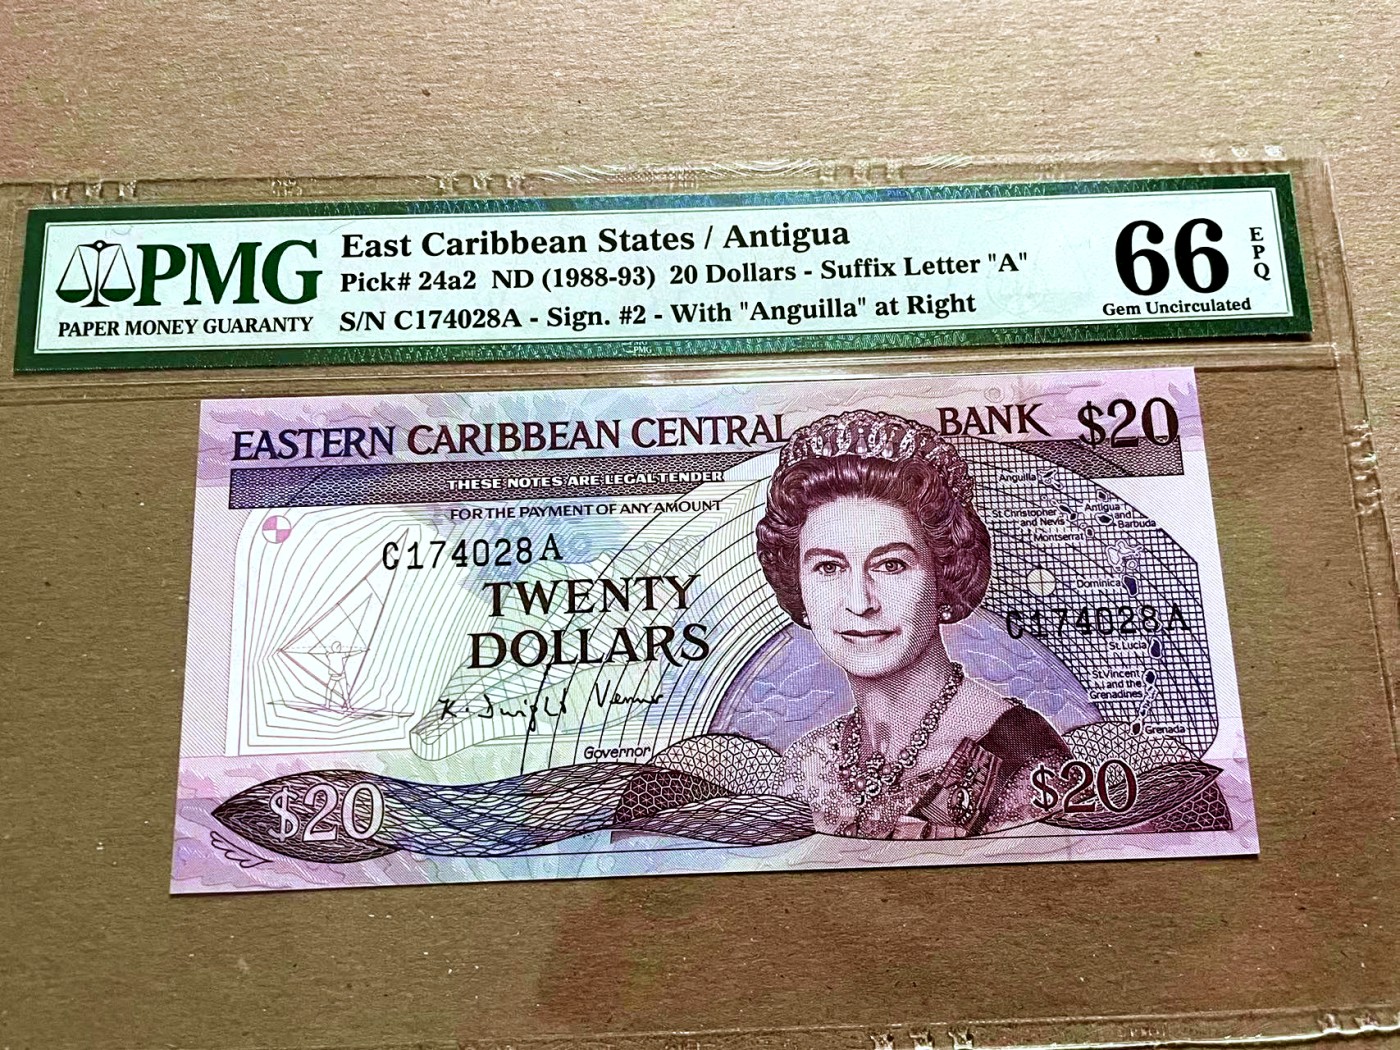 PMG
PAPER MONEY GUARANTY
East Caribbean States / Antigua
Pick# 24a2 ND (1988-93) 20 Dollars - Suffix Letter "A"
S/N C174028A - Sign. #2 - With "Anguilla" at Right
66
EPQ
Gem Uncirculated
PMG
EASTERN CARIBBEAN CENTRAL BANK $20
THESE NOTES ARE LEGAL TENDER
FOR THE PAYMENT OF ANY AMOUNT
C174028A
TWENTY
DOLLARS
K. Dwight Venner
Governor
Anguilla
St Christopher
and Nevis
Antigua
and
Barbuda
Montserrat
Dominica
C174028A
St Lucia
St Vincent
and the
Grenadines
Grenada
$20
$20